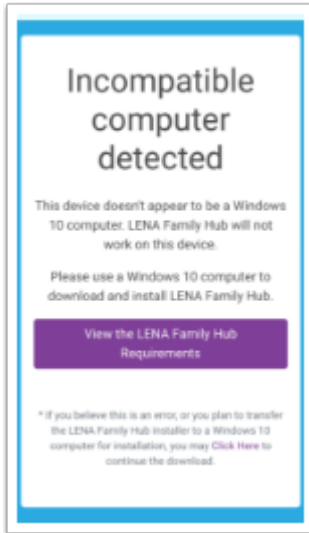 Incompatible
computer
detected
This device doesn't appear to be a Windows
10 computer. LENA Family Hub will not
work on this device.
Please use a Windows 10 computer to
download and install LENA Family Hub.
View the LENA Family Hub
Requirements
* If you believe this is an error, or you plan to transfer
the LENA Family Hub installer to a Windows 10
computer for installation, you may Click Here to
continue the download.